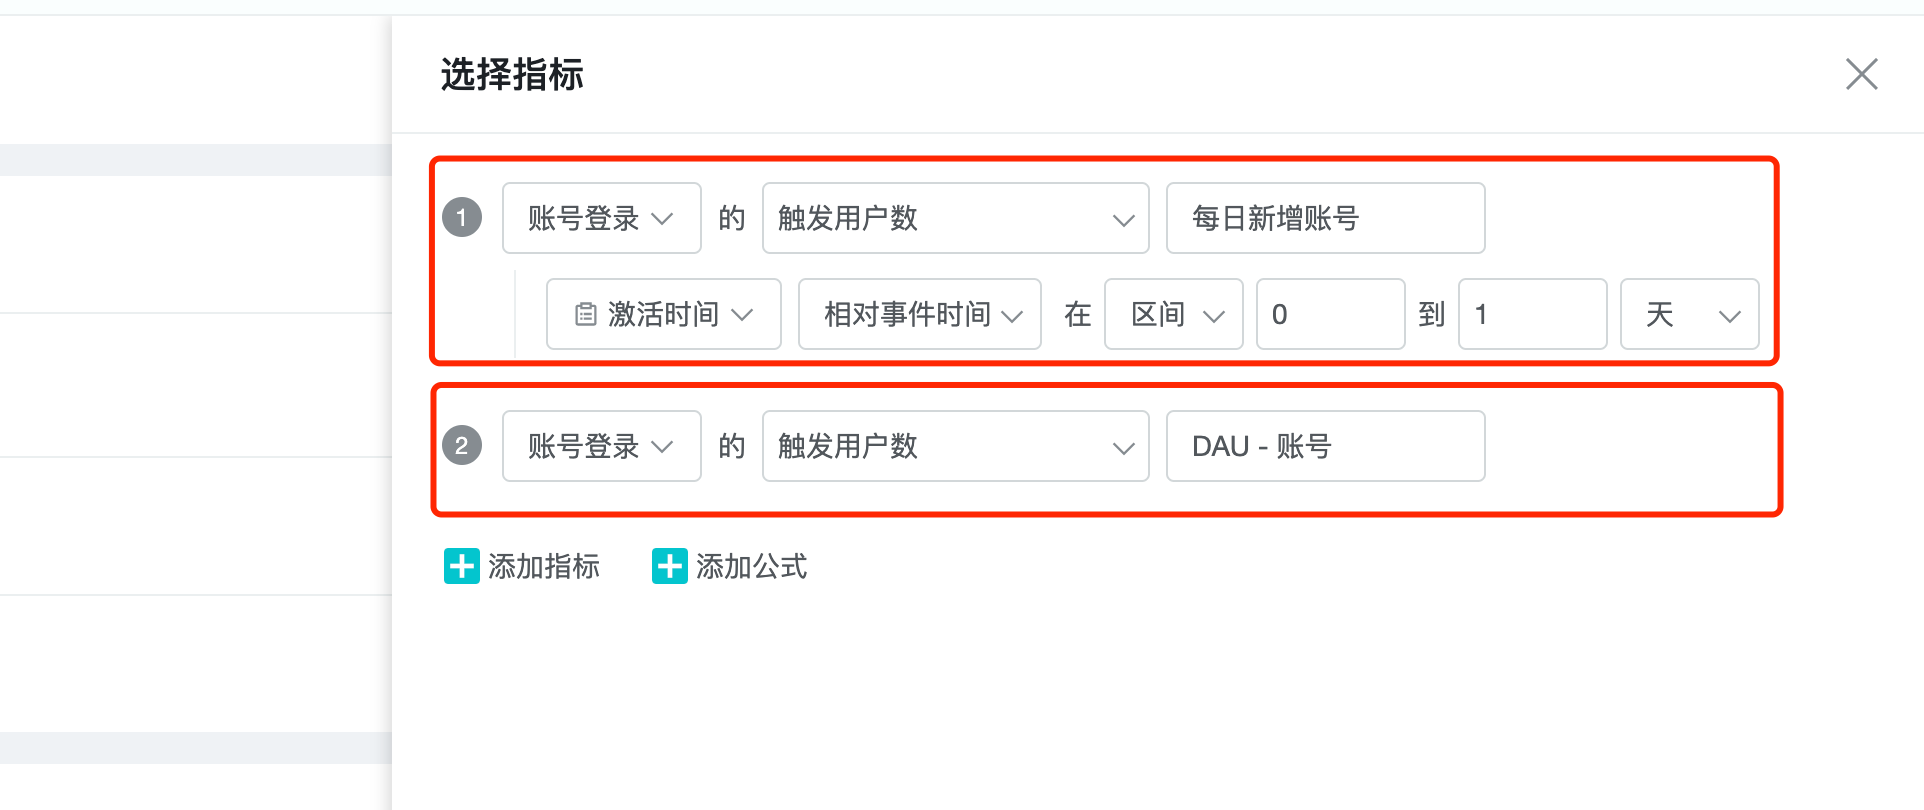 选择指标
1 账号登录 的 触发用户数 每日新增账号
激活时间 相对事件时间 在 区间 0 到 1 天
2 账号登录 的 触发用户数 DAU - 账号
添加指标 添加公式